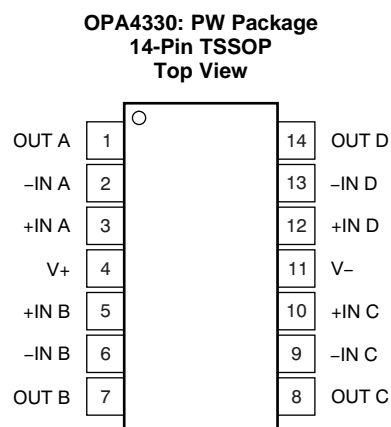 OPA4330: PW Package
14-Pin TSSOP
Top View
OUT A 1 14 OUT D
–IN A 2 13 –IN D
+IN A 3 12 +IN D
V+ 4 11 V–
+IN B 5 10 +IN C
–IN B 6 9 –IN C
OUT B 7 8 OUT C